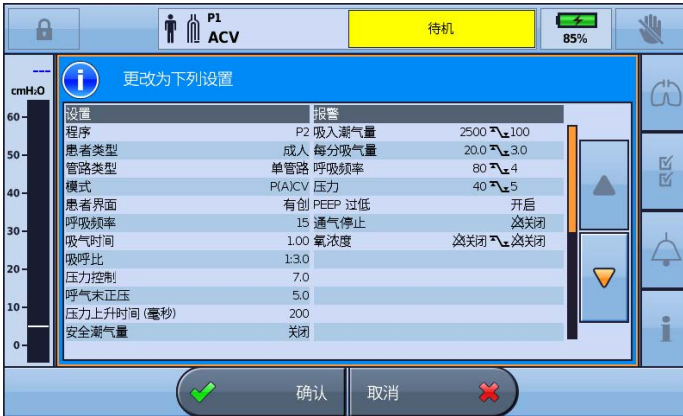 P1
ACV
待机
85%
---
cmH₂O
60
50
40
30
20
10
0
更改为下列设置
设置 报警
程序 P2 吸入潮气量 2500 100
患者类型 成人 每分吸气量 20.0 3.0
管路类型 单管路 呼吸频率 80 4
模式 P(A)CV 压力 40 5
患者界面 有创 PEEP 过低 开启
呼吸频率 15 通气停止 关闭
吸气时间 1.00 氧浓度 关闭 关闭
吸呼比 1:3.0
压力控制 7.0
呼气末正压 5.0
压力上升时间 (毫秒) 200
安全潮气量 关闭
确认 取消